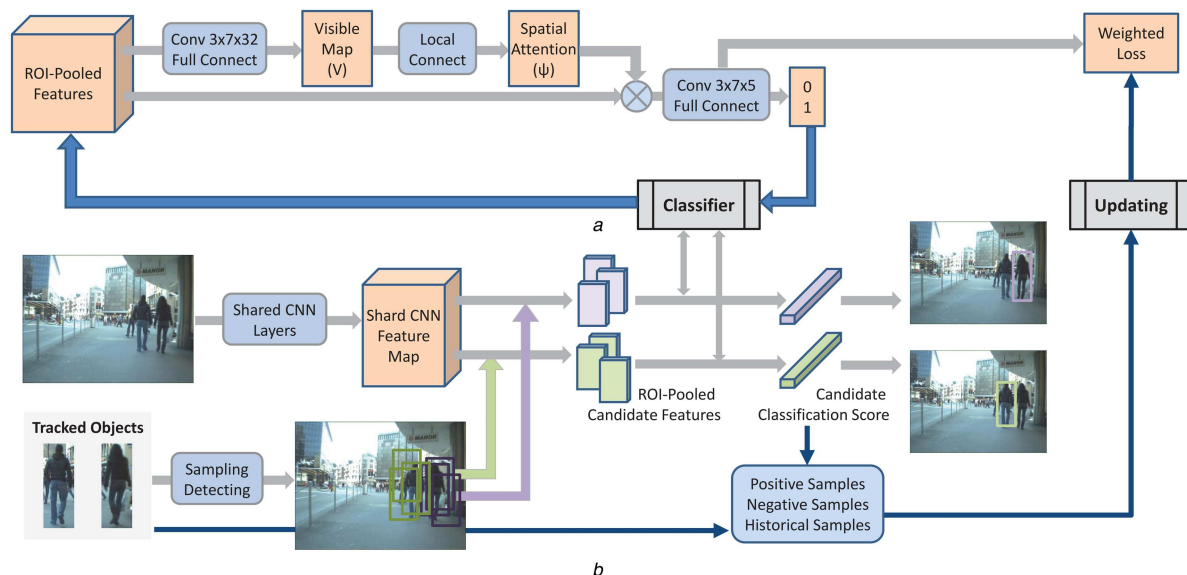 ROI-Pooled
Features
Conv 3x7x32
Full Connect
Visible
Map
(V)
Local
Connect
Spatial
Attention
(ψ)
Conv 3x7x5
Full Connect
0
1
Weighted
Loss
Classifier
Updating
a
Shared CNN
Layers
Shard CNN
Feature
Map
ROI-Pooled
Candidate Features
Candidate
Classification Score
Tracked Objects
Sampling
Detecting
Positive Samples
Negative Samples
Historical Samples
b